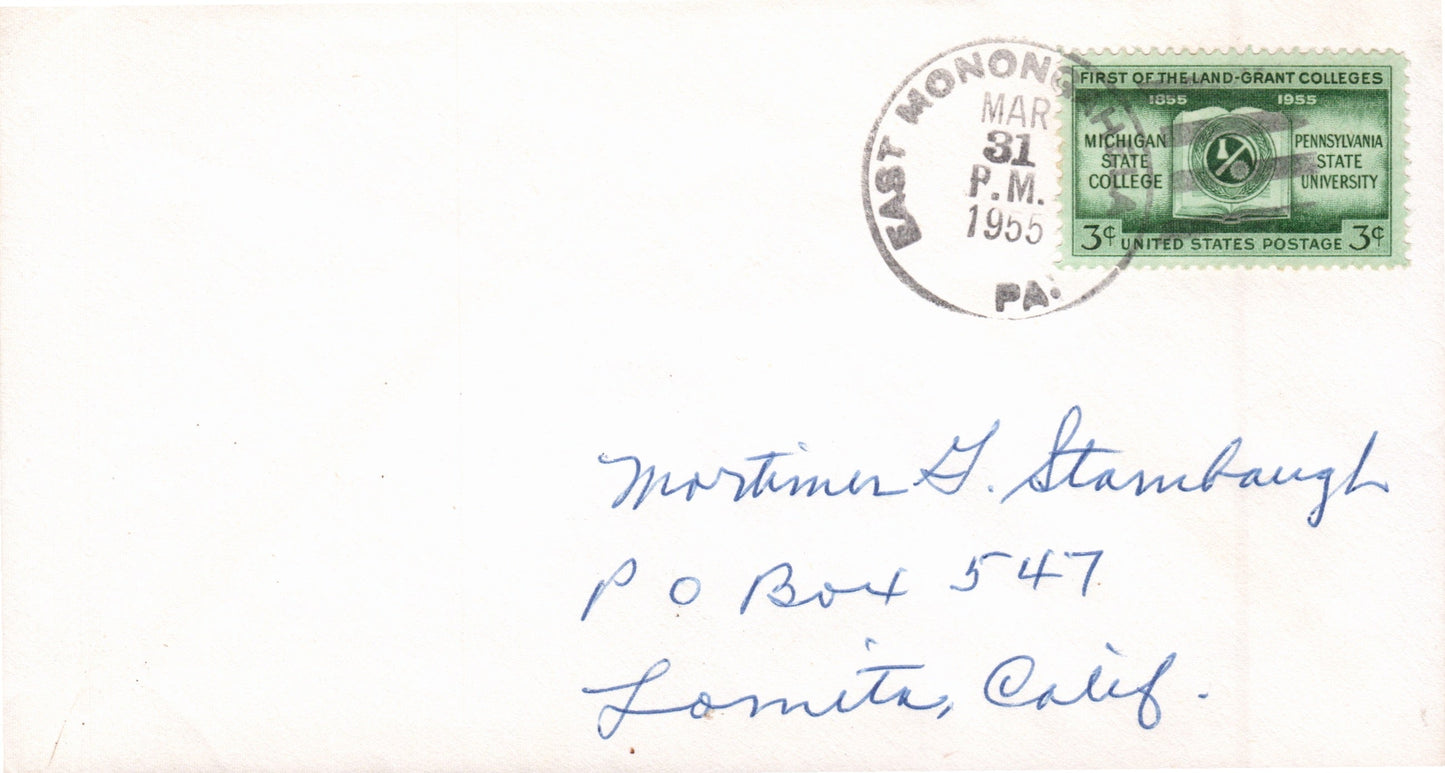 EAST MONONGAHELA
MAR
31
P.M.
1955
PA.
FIRST OF THE LAND-GRANT COLLEGES
1855 1955
MICHIGAN STATE COLLEGE
PENNSYLVANIA STATE UNIVERSITY
3¢ UNITED STATES POSTAGE 3¢
Mortimer G. Stambaugh
P O Box 547
Lomita, Calif.